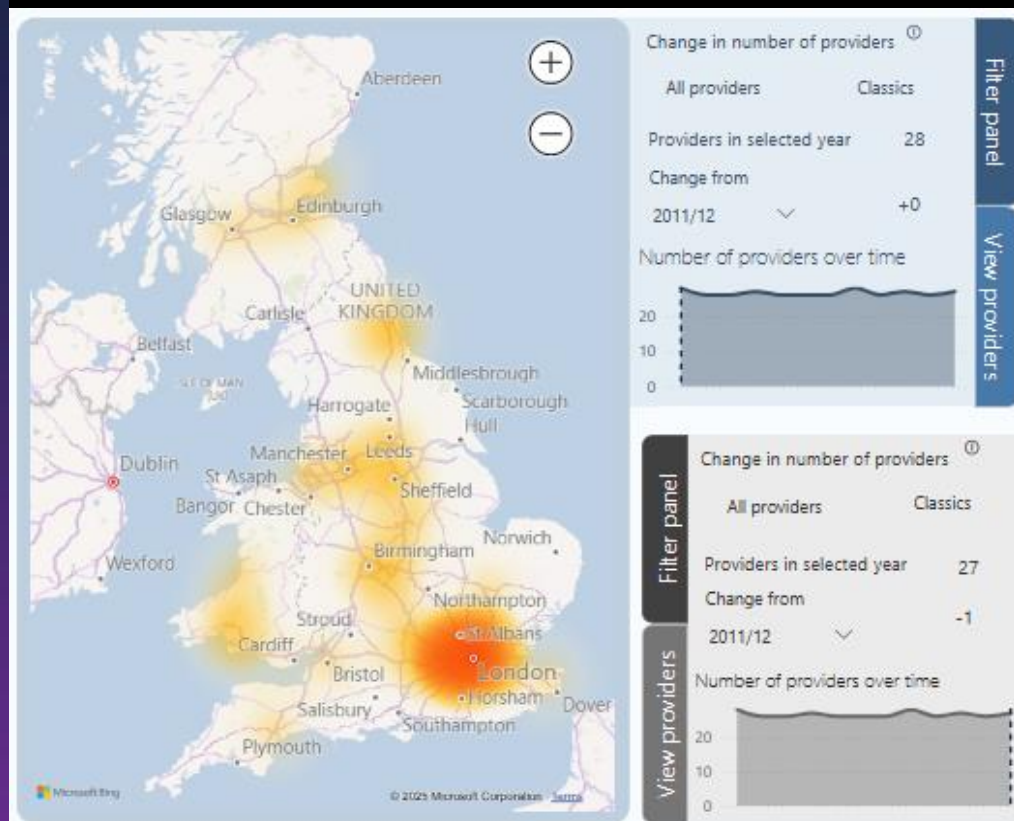 Aberdeen
Glasgow
Edinburgh
UNITED
KINGDOM
Carlisle
Belfast
ISLE OF MAN
Middlesbrough
Scarborough
Harrogate
Hull
Manchester
Leeds
Dublin
St Asaph
Sheffield
Bangor
Chester
Norwich
Birmingham
Wexford
Northampton
Stroud
St Albans
Cardiff
London
Bristol
Horsham
Salisbury
Dover
Southampton
Plymouth
Microsoft Bing
© 2025 Microsoft Corporation Terms
Change in number of providers
All providers Classics
Providers in selected year 28
Change from
2011/12 +0
Number of providers over time
20
10
0
Filter panel
View providers
Filter panel
View providers
Change in number of providers
All providers Classics
Providers in selected year 27
Change from
2011/12 -1
Number of providers over time
20
10
0